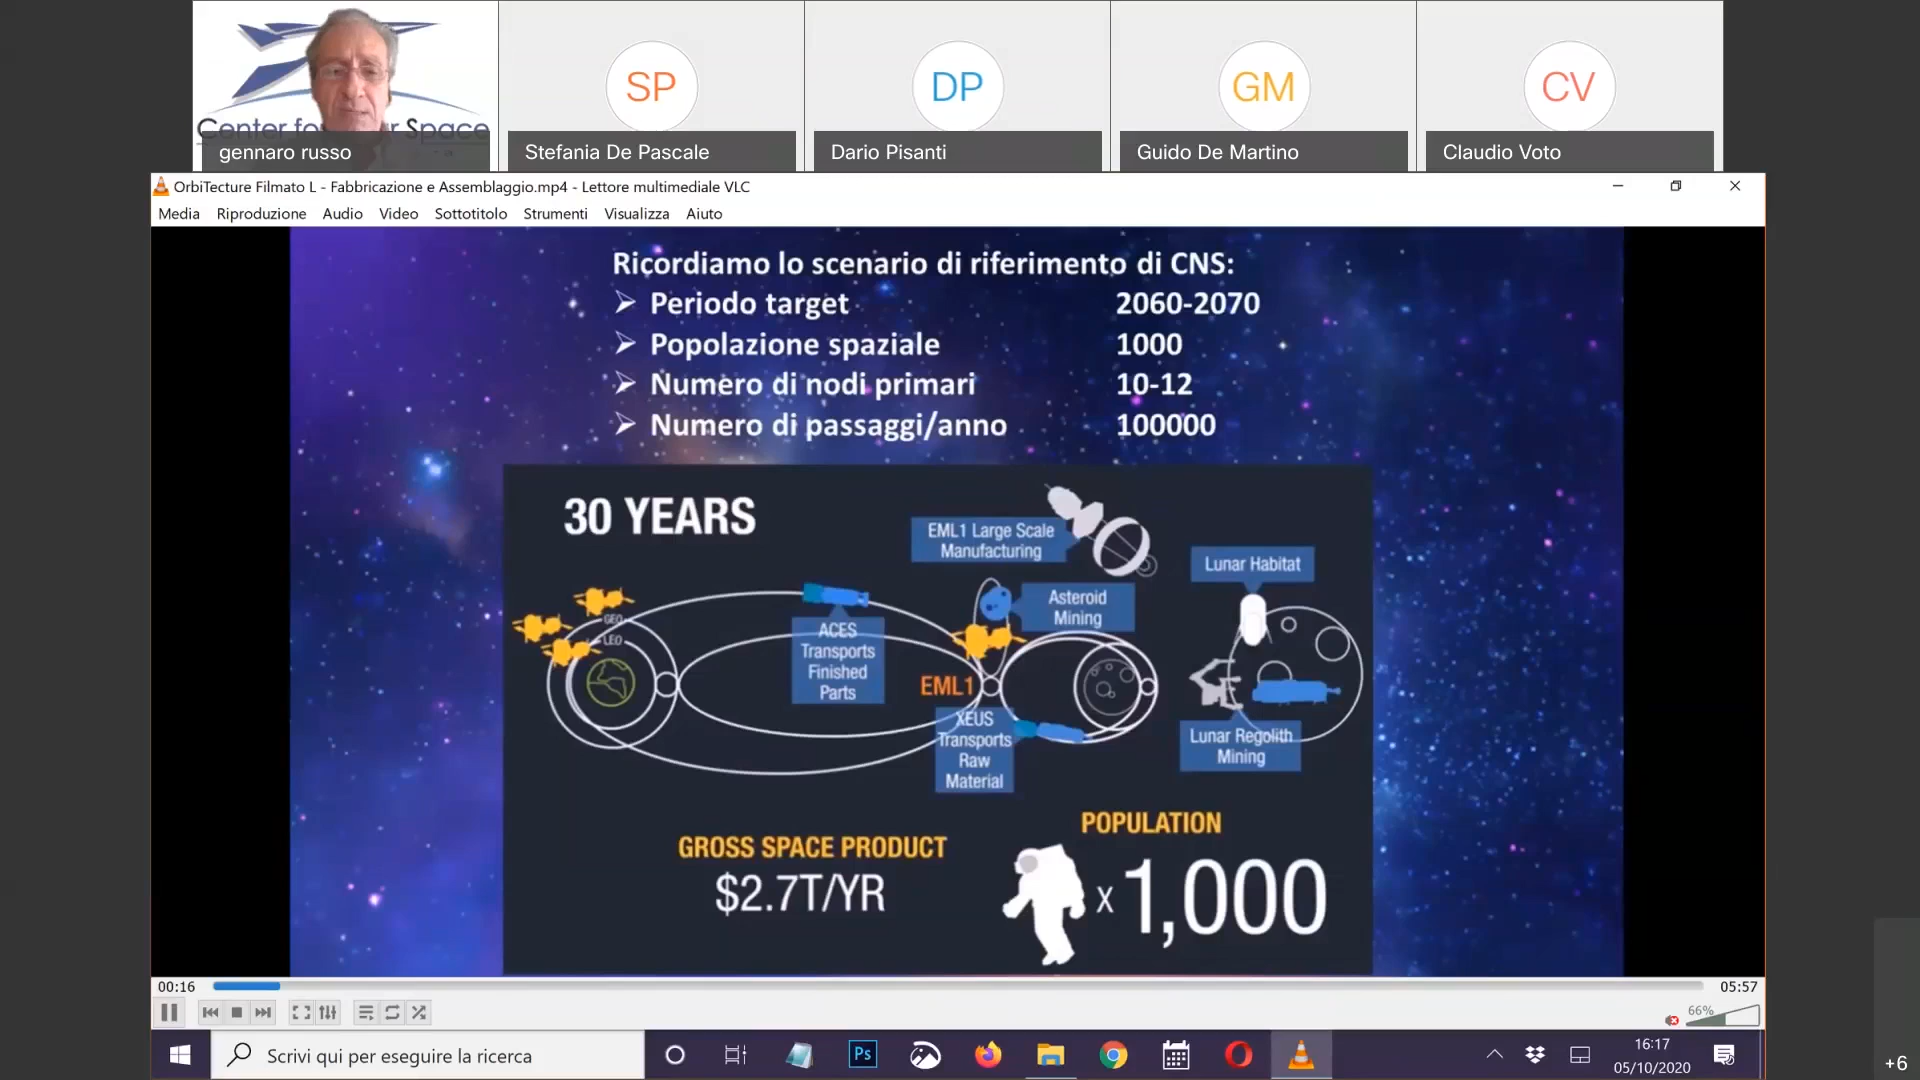 Center for Space
gennaro russo
SP
Stefania De Pascale
DP
Dario Pisanti
GM
Guido De Martino
CV
Claudio Voto
OrbiTecture Filmato L - Fabbricazione e Assemblaggio.mp4 - Lettore multimediale VLC
Media Riproduzione Audio Video Sottotitolo Strumenti Visualizza Aiuto
Ricordiamo lo scenario di riferimento di CNS:
➢ Periodo target 2060-2070
➢ Popolazione spaziale 1000
➢ Numero di nodi primari 10-12
➢ Numero di passaggi/anno 100000
30 YEARS
EML1 Large Scale
Manufacturing
Lunar Habitat
Asteroid
Mining
GEO
LEO
ACES
Transports
Finished
Parts
EML1
XEUS
Transports
Raw
Material
Lunar Regolith
Mining
GROSS SPACE PRODUCT
$2.7T/YR
POPULATION
x 1,000
00:16
05:57
66%
Scrivi qui per eseguire la ricerca
Ps
16:17
05/10/2020
+6